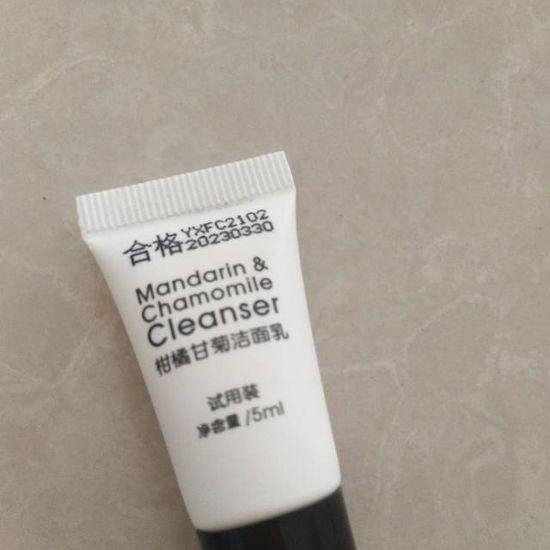 合格 YXFC2102
20230330
Mandarin &
Chamomile
Cleanser
柑橘甘菊洁面乳
试用装
净含量/5ml